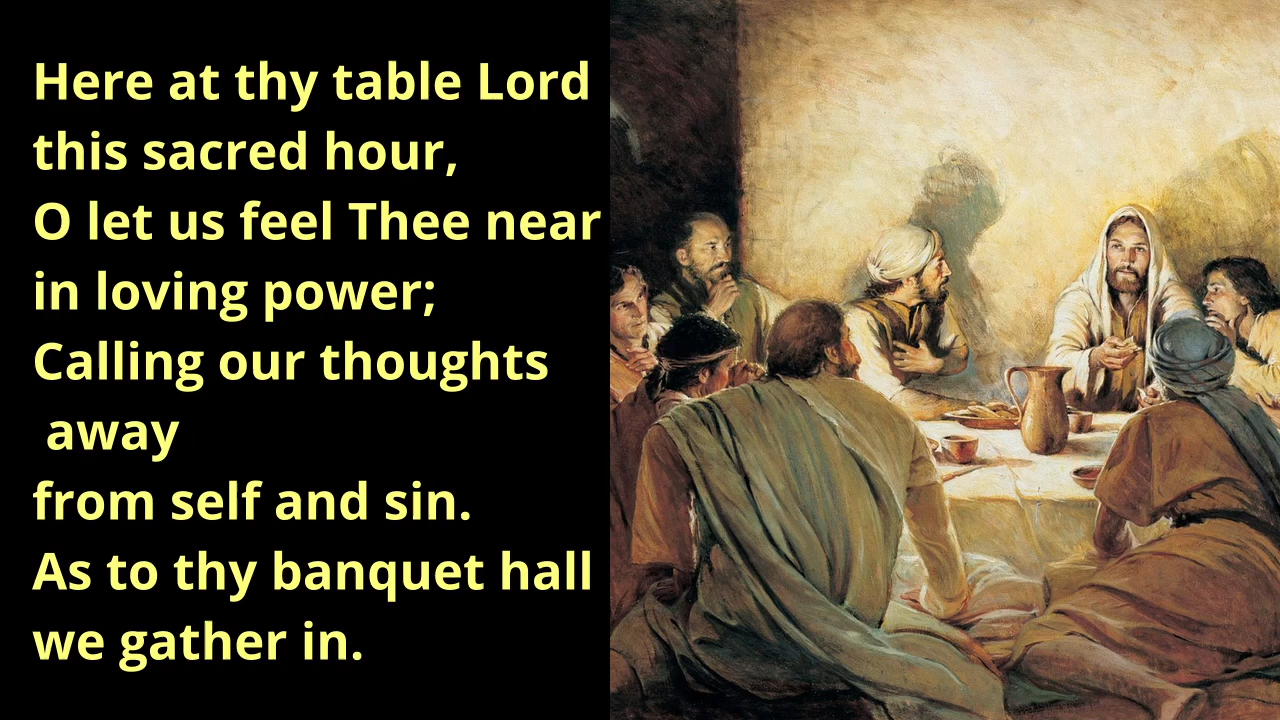 Here at thy table Lord
this sacred hour,
O let us feel Thee near
in loving power;
Calling our thoughts
away
from self and sin.
As to thy banquet hall
we gather in.